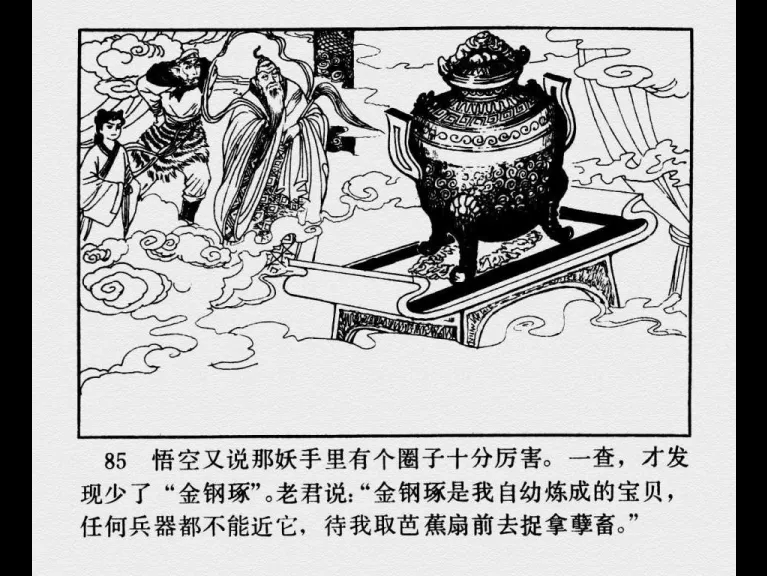 85 悟空又说那妖手里有个圈子十分厉害。一查，才发
现少了“金钢琢”。老君说：“金钢琢是我自幼炼成的宝贝，
任何兵器都不能近它，待我取芭蕉扇前去捉拿孽畜。”